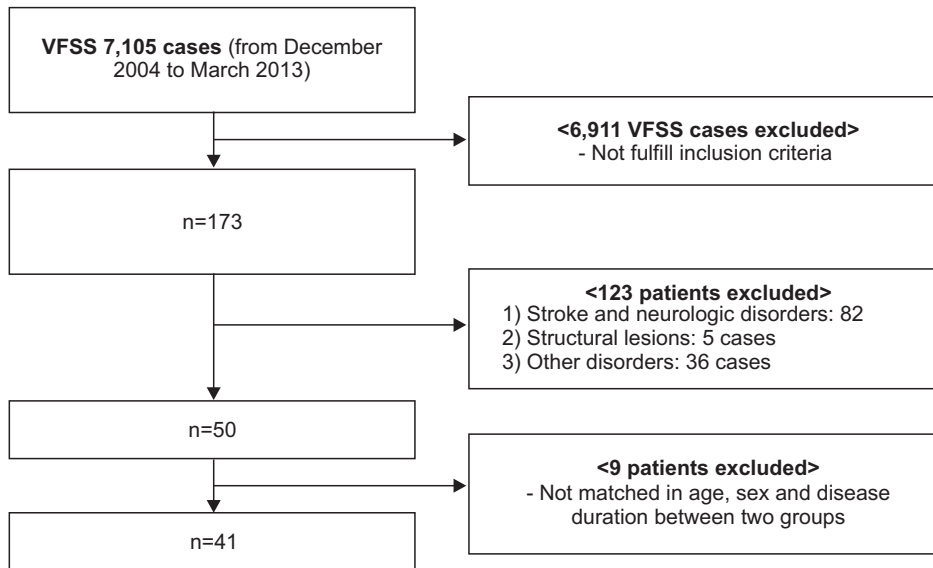 VFSS 7,105 cases (from December
2004 to March 2013)
<6,911 VFSS cases excluded>
- Not fulfill inclusion criteria
n=173
<123 patients excluded>
1) Stroke and neurologic disorders: 82
2) Structural lesions: 5 cases
3) Other disorders: 36 cases
n=50
<9 patients excluded>
- Not matched in age, sex and disease
duration between two groups
n=41